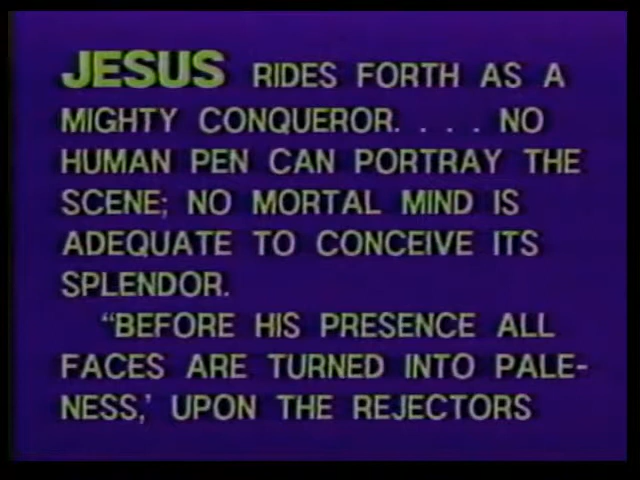 JESUS RIDES FORTH AS A
MIGHTY CONQUEROR. . . . NO
HUMAN PEN CAN PORTRAY THE
SCENE; NO MORTAL MIND IS
ADEQUATE TO CONCEIVE ITS
SPLENDOR.
“BEFORE HIS PRESENCE ALL
FACES ARE TURNED INTO PALE-
NESS,’ UPON THE REJECTORS